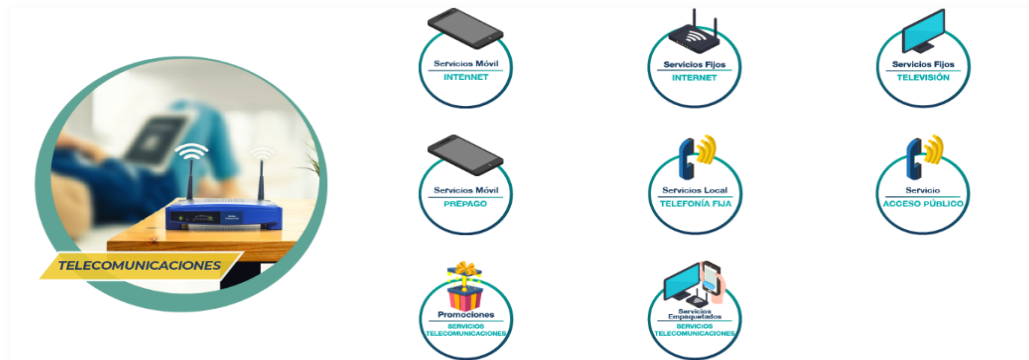 Servicios Móvil
INTERNET
Servicios Fijos
INTERNET
Servicios Fijos
TELEVISIÓN
Servicios Móvil
PREPAGO
Servicios Local
TELEFONÍA FIJA
Servicio
ACCESO PÚBLICO
TELECOMUNICACIONES
Promociones
SERVICIOS
TELECOMUNICACIONES
Servicios
Empaquetados
SERVICIOS
TELECOMUNICACIONES